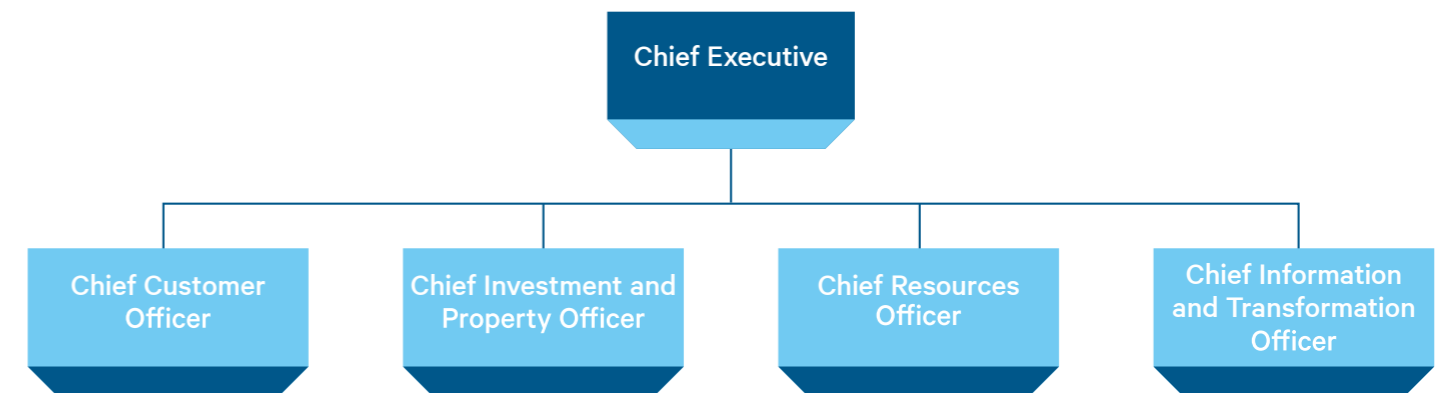 Chief Executive
Chief Customer
Officer
Chief Investment and
Property Officer
Chief Resources
Officer
Chief Information
and Transformation
Officer